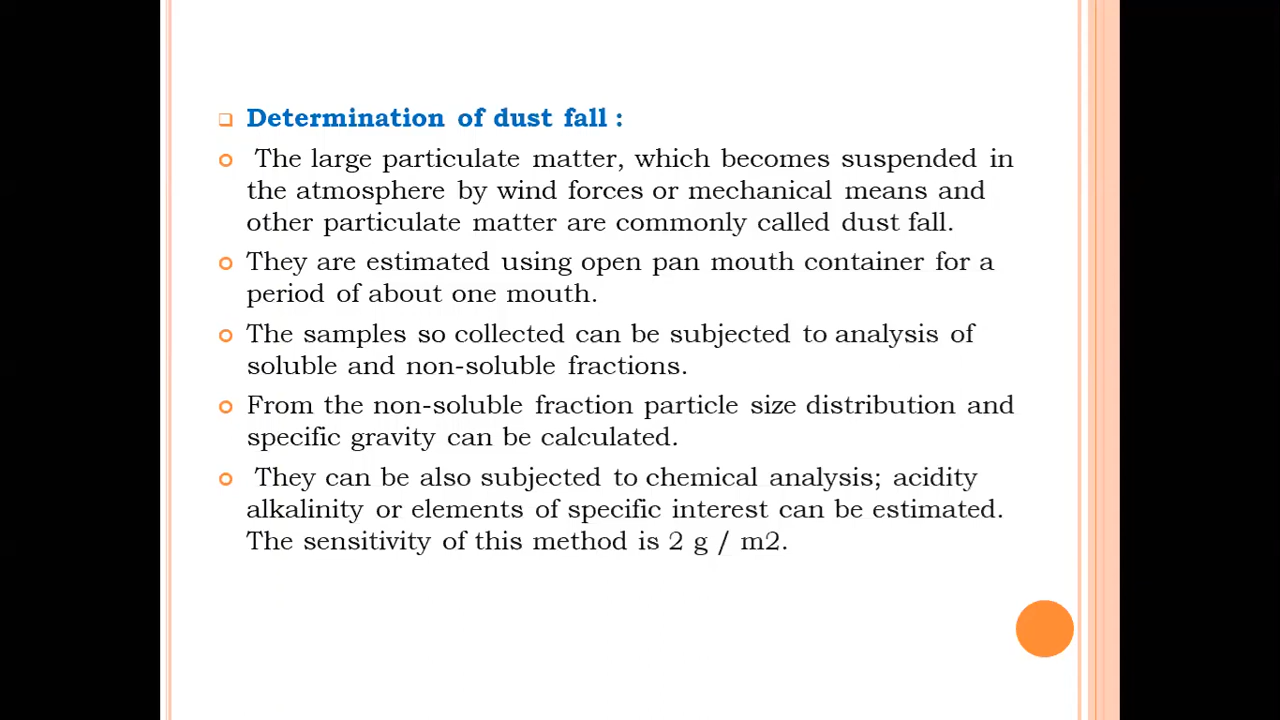 Determination of dust fall :
The large particulate matter, which becomes suspended in
the atmosphere by wind forces or mechanical means and
other particulate matter are commonly called dust fall.
They are estimated using open pan mouth container for a
period of about one mouth.
The samples so collected can be subjected to analysis of
soluble and non-soluble fractions.
From the non-soluble fraction particle size distribution and
specific gravity can be calculated.
They can be also subjected to chemical analysis; acidity
alkalinity or elements of specific interest can be estimated.
The sensitivity of this method is 2 g / m2.